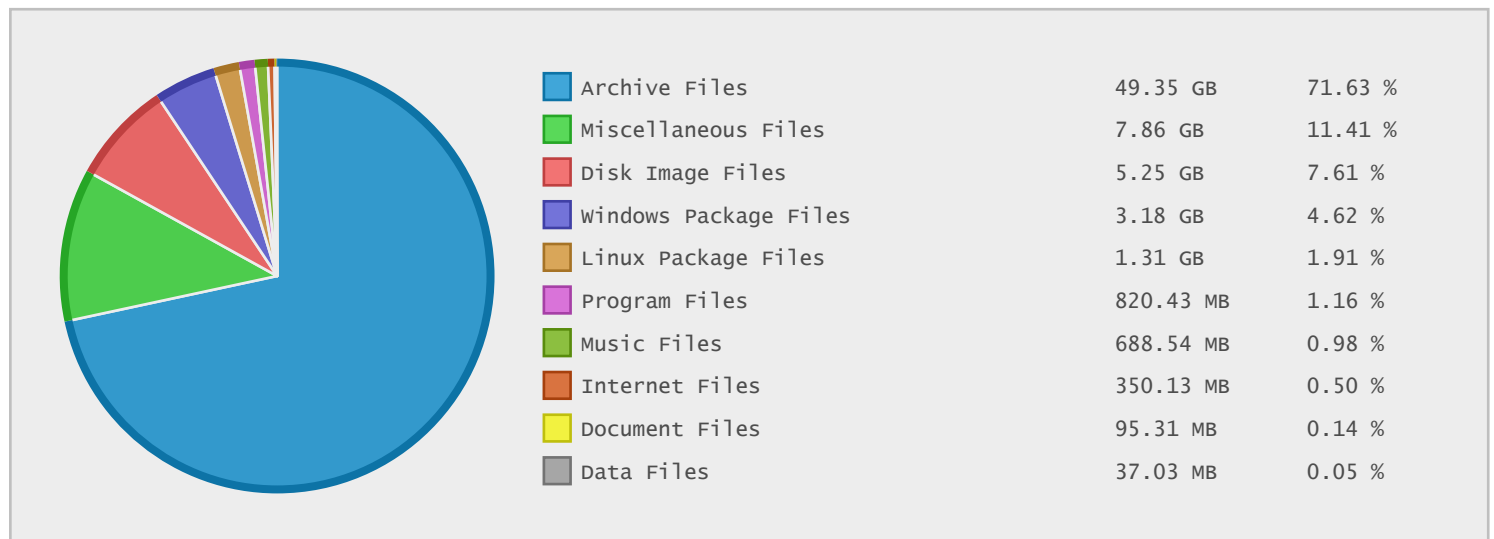 Archive Files 49.35 GB 71.63 %
Miscellaneous Files 7.86 GB 11.41 %
Disk Image Files 5.25 GB 7.61 %
Windows Package Files 3.18 GB 4.62 %
Linux Package Files 1.31 GB 1.91 %
Program Files 820.43 MB 1.16 %
Music Files 688.54 MB 0.98 %
Internet Files 350.13 MB 0.50 %
Document Files 95.31 MB 0.14 %
Data Files 37.03 MB 0.05 %